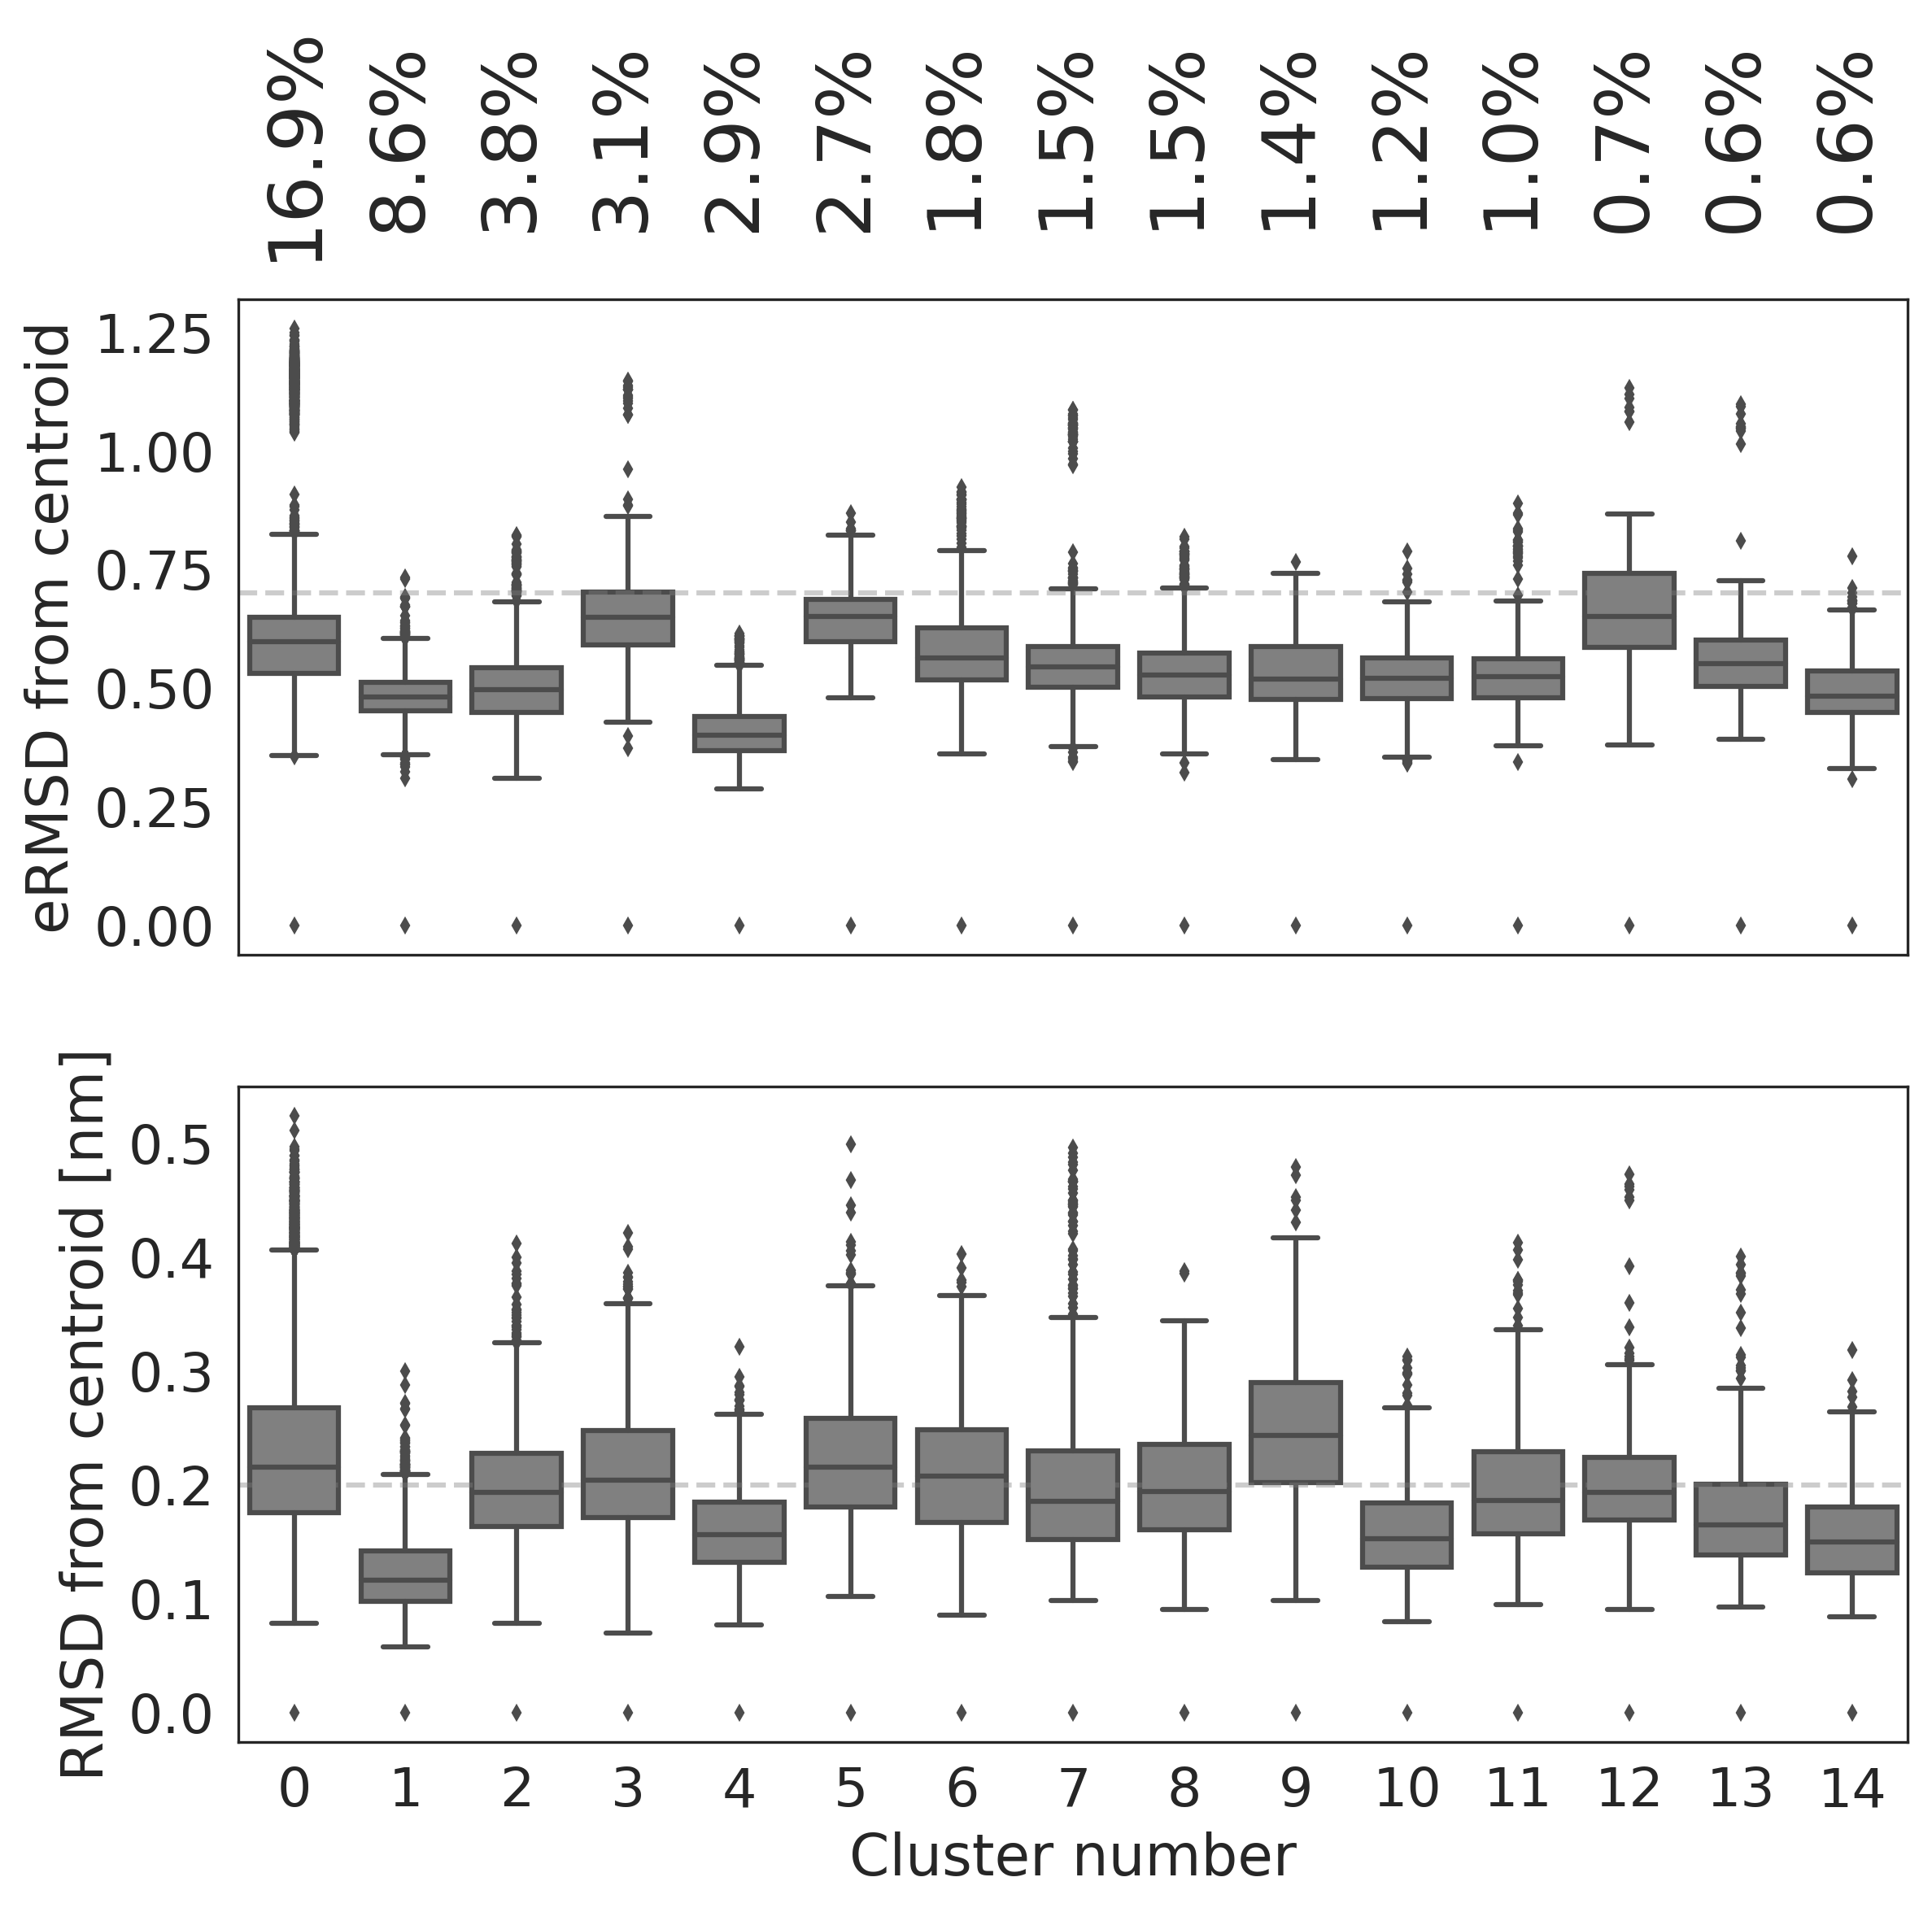 16.9% 8.6% 3.8% 3.1% 2.9% 2.7% 1.8% 1.5% 1.5% 1.4% 1.2% 1.0% 0.7% 0.6% 0.6%
eRMSD from centroid
1.25
1.00
0.75
0.50
0.25
0.00
RMSD from centroid [nm]
0.5
0.4
0.3
0.2
0.1
0.0
0 1 2 3 4 5 6 7 8 9 10 11 12 13 14
Cluster number